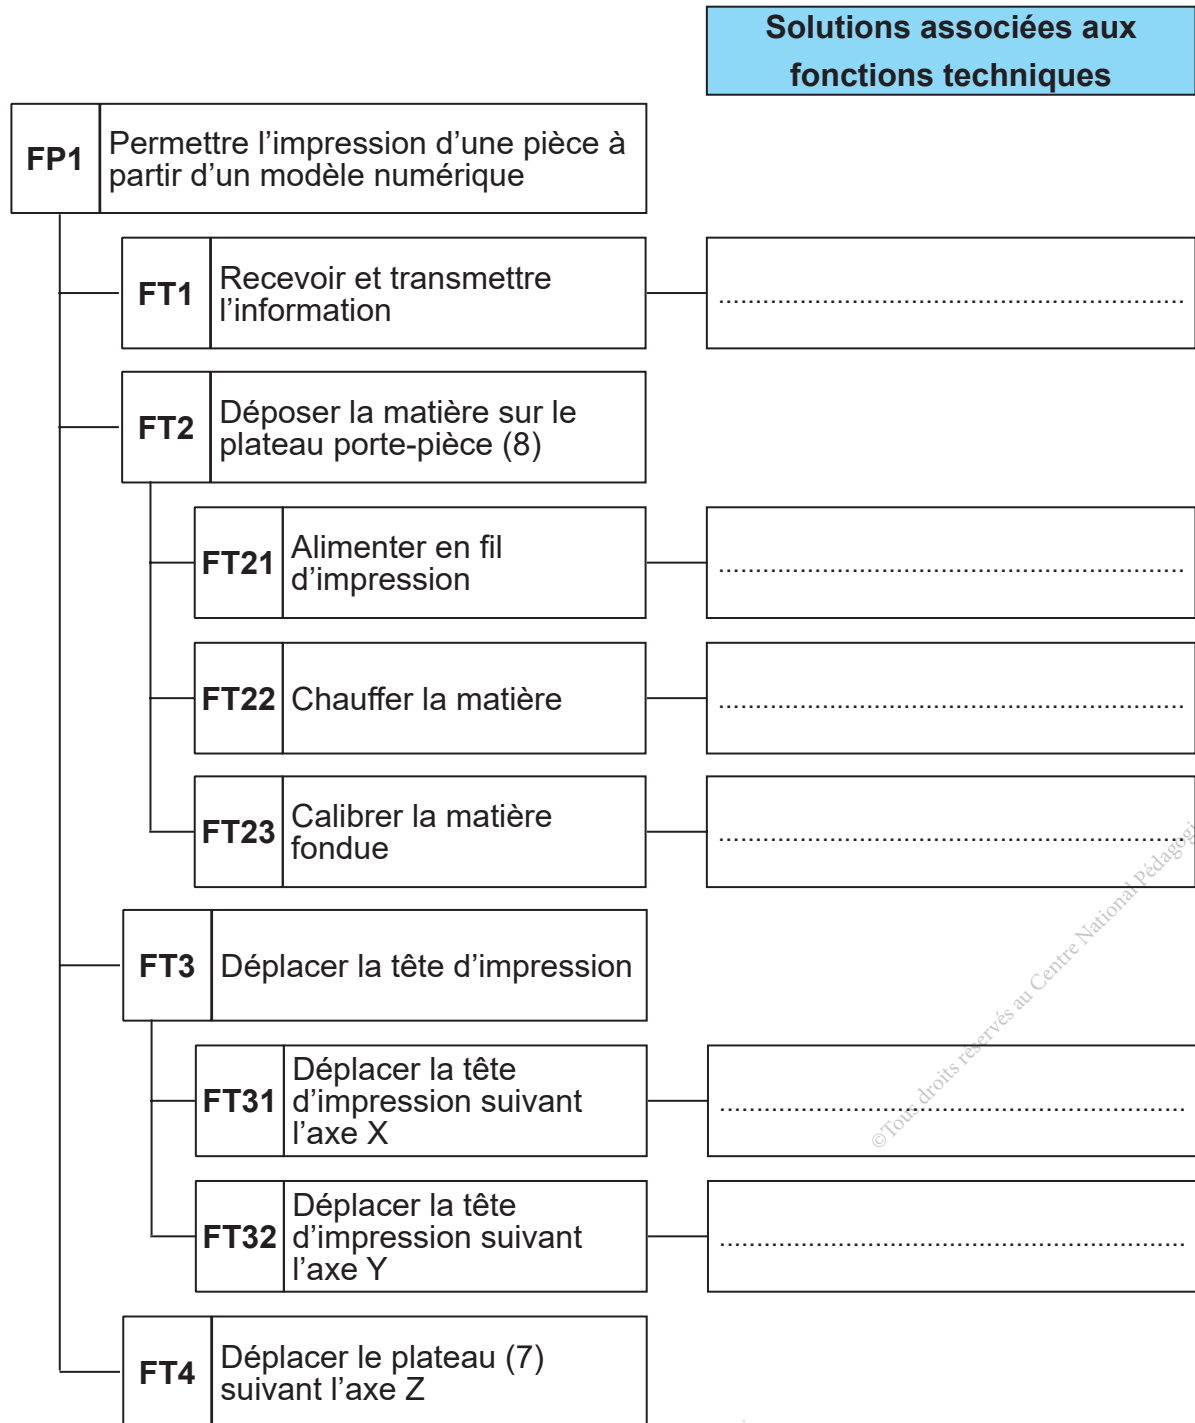 Solutions associées aux
fonctions techniques
FP1
Permettre l’impression d’une pièce à
partir d’un modèle numérique
FT1
Recevoir et transmettre
l’information
................................................................
FT2
Déposer la matière sur le
plateau porte-pièce (8)
FT21
Alimenter en fil
d’impression
................................................................
FT22
Chauffer la matière
................................................................
FT23
Calibrer la matière
fondue
................................................................
FT3
Déplacer la tête d’impression
FT31
Déplacer la tête
d’impression suivant
l’axe X
................................................................
FT32
Déplacer la tête
d’impression suivant
l’axe Y
................................................................
FT4
Déplacer le plateau (7)
suivant l’axe Z
©Tous droits réservés au Centre National